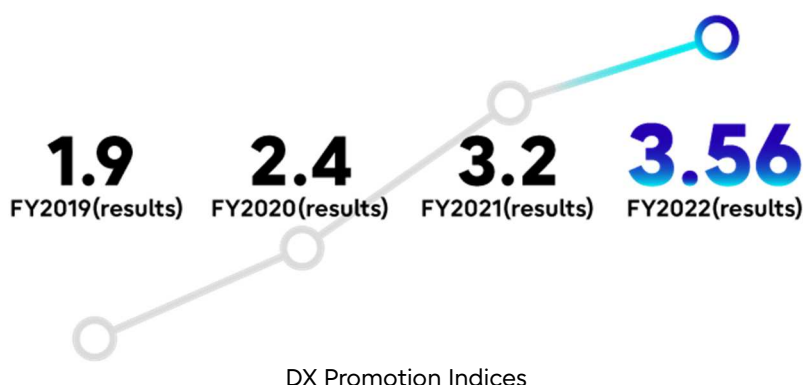 1.9 2.4 3.2 3.56
FY2019(results) FY2020(results) FY2021(results) FY2022(results)
DX Promotion Indices